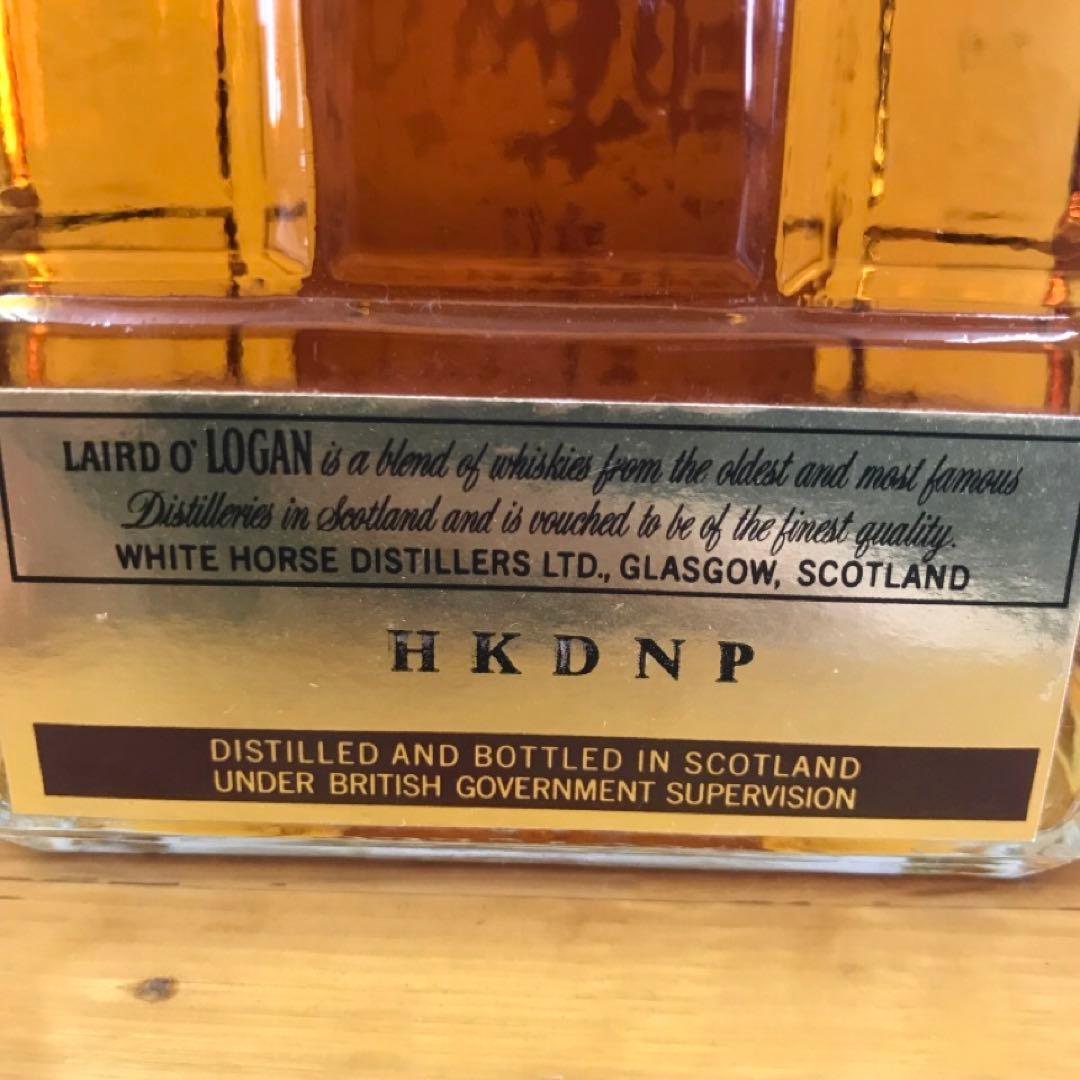 LAIRD O' LOGAN is a blend of whiskies from the oldest and most famous
Distilleries in Scotland and is vouched to be of the finest quality.
WHITE HORSE DISTILLERS LTD., GLASGOW, SCOTLAND
H K D N P
DISTILLED AND BOTTLED IN SCOTLAND
UNDER BRITISH GOVERNMENT SUPERVISION